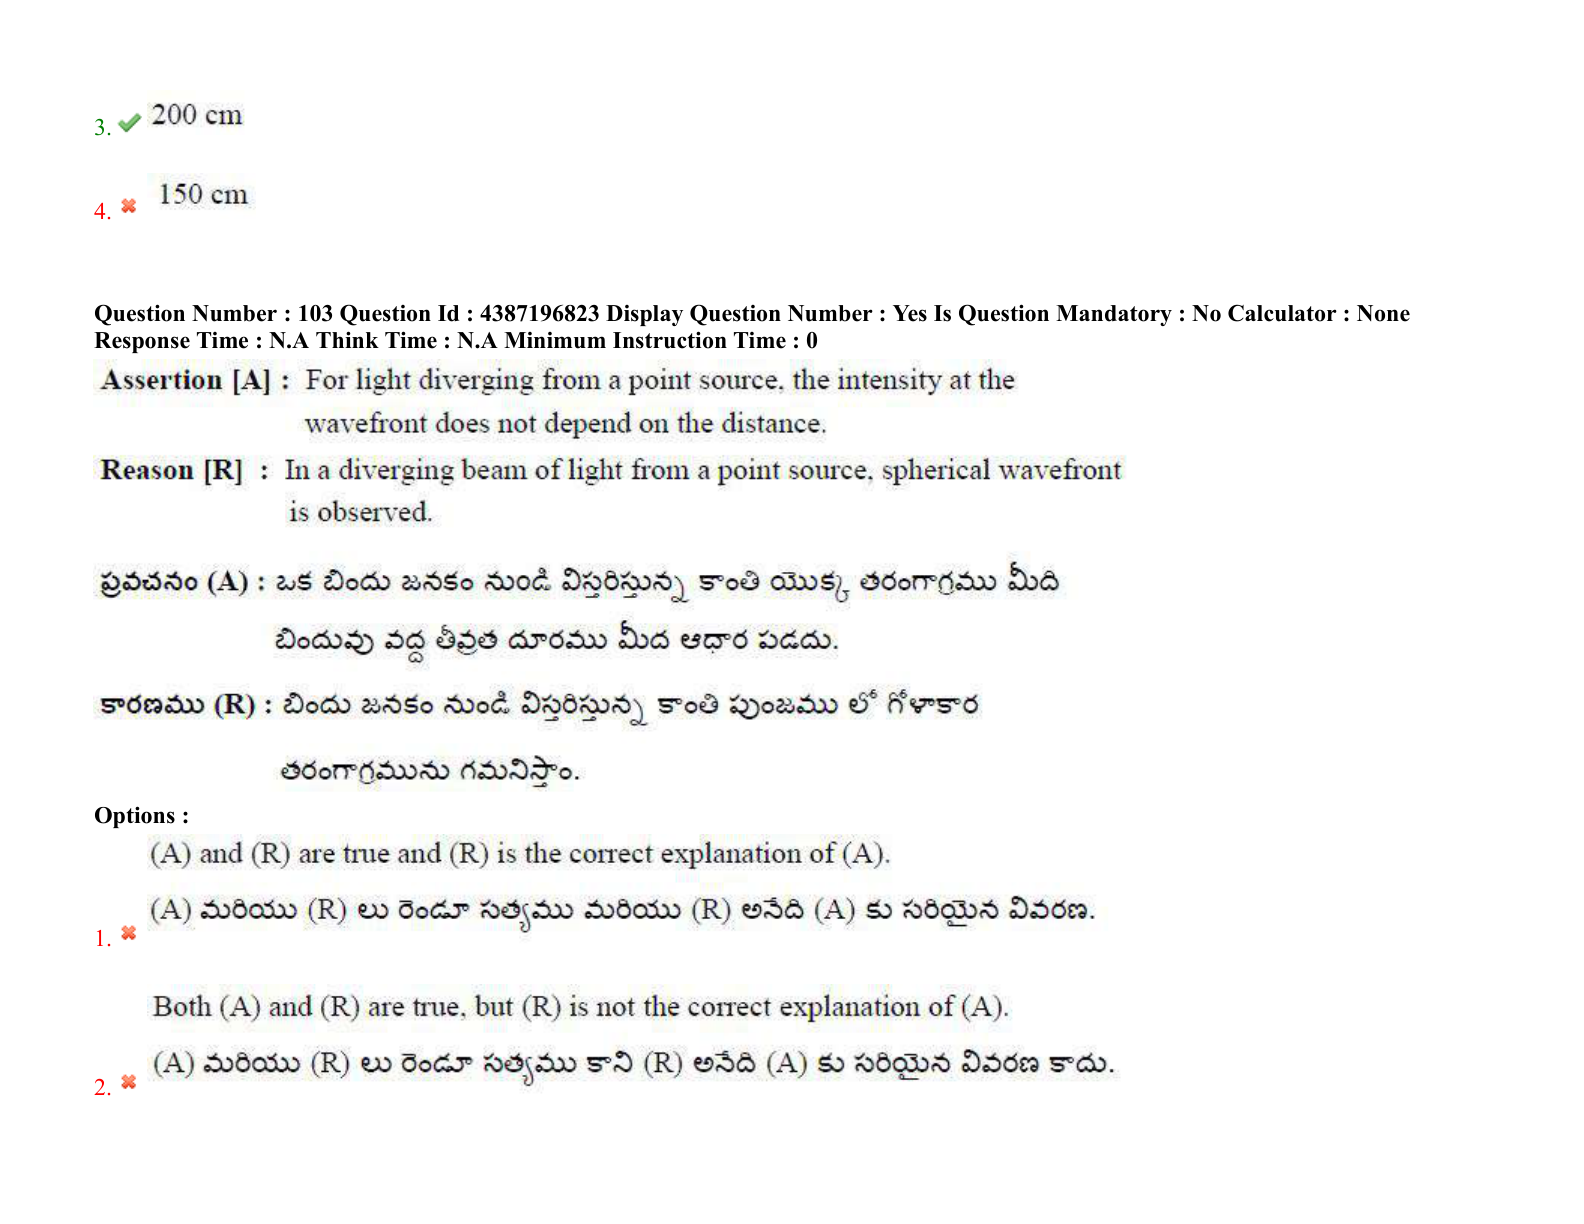 3. 200 cm
4. 150 cm
Question Number : 103 Question Id : 4387196823 Display Question Number : Yes Is Question Mandatory : No Calculator : None
Response Time : N.A Think Time : N.A Minimum Instruction Time : 0
Assertion [A] : For light diverging from a point source, the intensity at the
wavefront does not depend on the distance.
Reason [R] : In a diverging beam of light from a point source, spherical wavefront
is observed.
ప్రవచనం (A) : ఒక బిందు జనకం నుండి విస్తరిస్తున్న కాంతి యొక్క తరంగాగ్రము మీది
బిందువు వద్ద తీవ్రత దూరము మీద ఆధార పడదు.
కారణము (R) : బిందు జనకం నుండి విస్తరిస్తున్న కాంతి పుంజము లో గోళాకార
తరంగాగ్రమును గమనిస్తాం.
Options :
(A) and (R) are true and (R) is the correct explanation of (A).
(A) మరియు (R) లు రెండూ సత్యము మరియు (R) అనేది (A) కు సరియైన వివరణ.
1.
Both (A) and (R) are true, but (R) is not the correct explanation of (A).
(A) మరియు (R) లు రెండూ సత్యము కాని (R) అనేది (A) కు సరియైన వివరణ కాదు.
2.